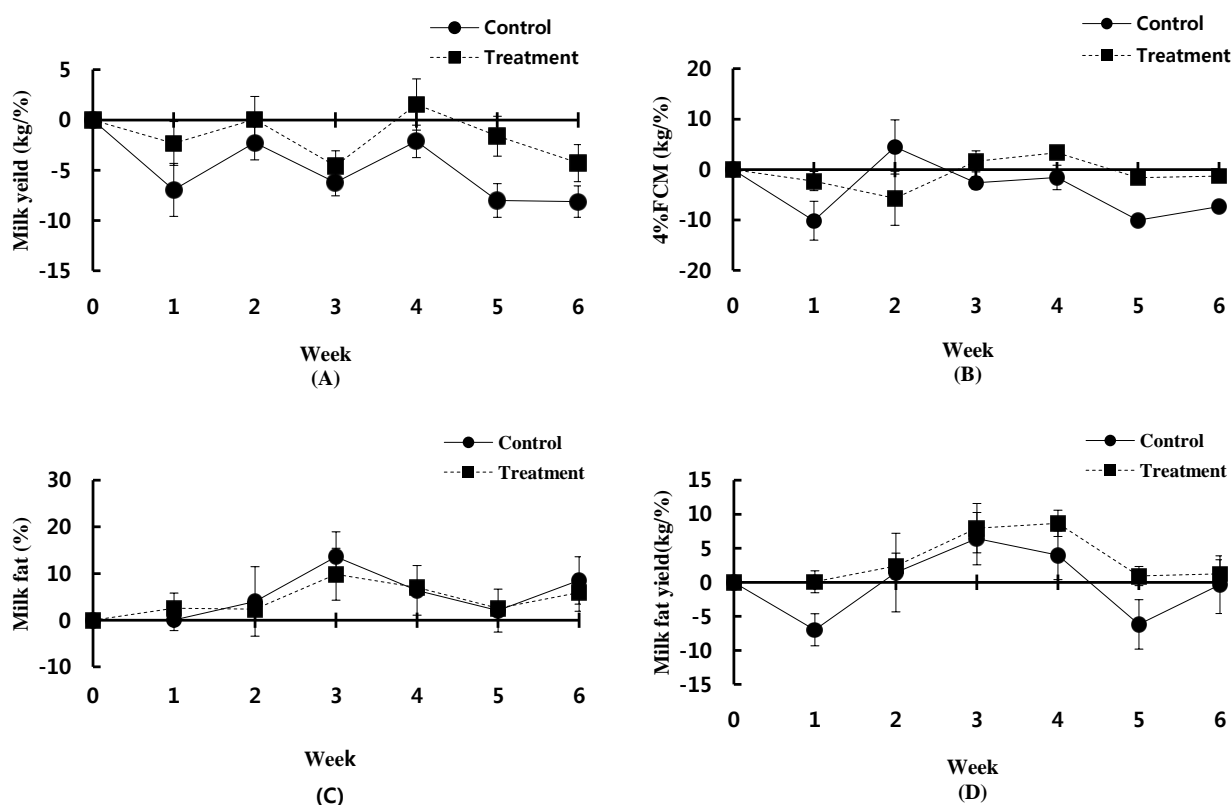 Control
Treatment
Milk yeild (kg/%)
5
0
-5
-10
-15
0 1 2 3 4 5 6
Week
(A)
Control
Treatment
4%FCM (kg/%)
20
10
0
-10
-20
0 1 2 3 4 5 6
Week
(B)
Control
Treatment
Milk fat (%)
30
20
10
0
-10
0 1 2 3 4 5 6
Week
(C)
Control
Treatment
Milk fat yield(kg/%)
15
10
5
0
-5
-10
-15
0 1 2 3 4 5 6
Week
(D)